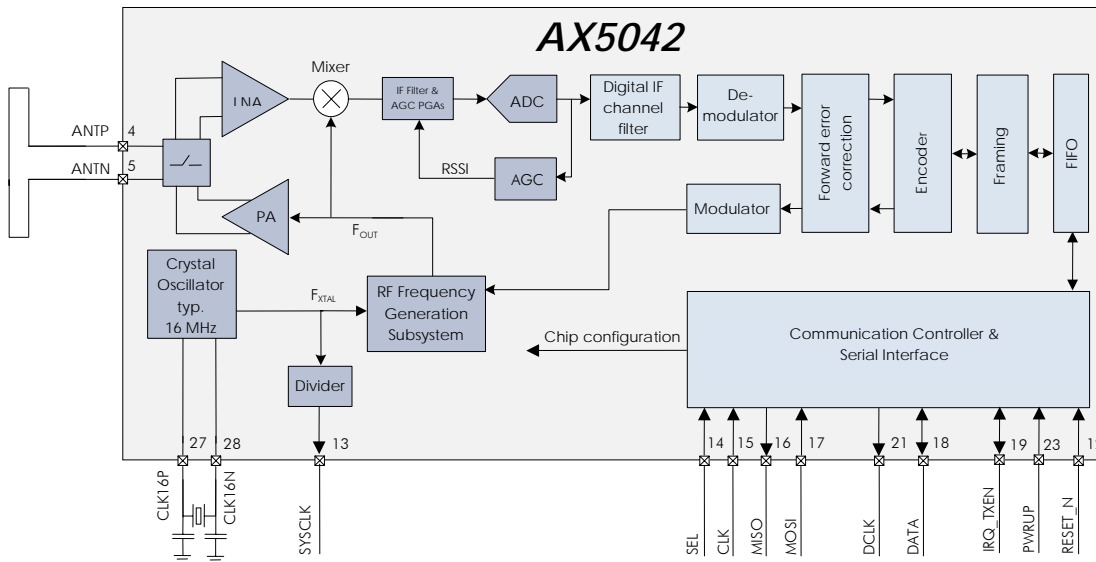 AX5042
Mixer
LNA
IF Filter &
AGC PGAs
ADC
Digital IF
channel
filter
De-
modulator
Forward error
correction
Encoder
Framing
FIFO
ANTP
4
ANTN
5
RSSI
AGC
PA
Modulator
FOUT
Crystal
Oscillator
typ.
16 MHz
FXTAL
RF Frequency
Generation
Subsystem
Chip configuration
Communication Controller &
Serial Interface
Divider
27
28
13
14
15
16
17
21
18
19
23
CLK16P
CLK16N
SYSCLK
SEL
CLK
MISO
MOSI
DCLK
DATA
IRQ_TXEN
PWRUP
RESET_N